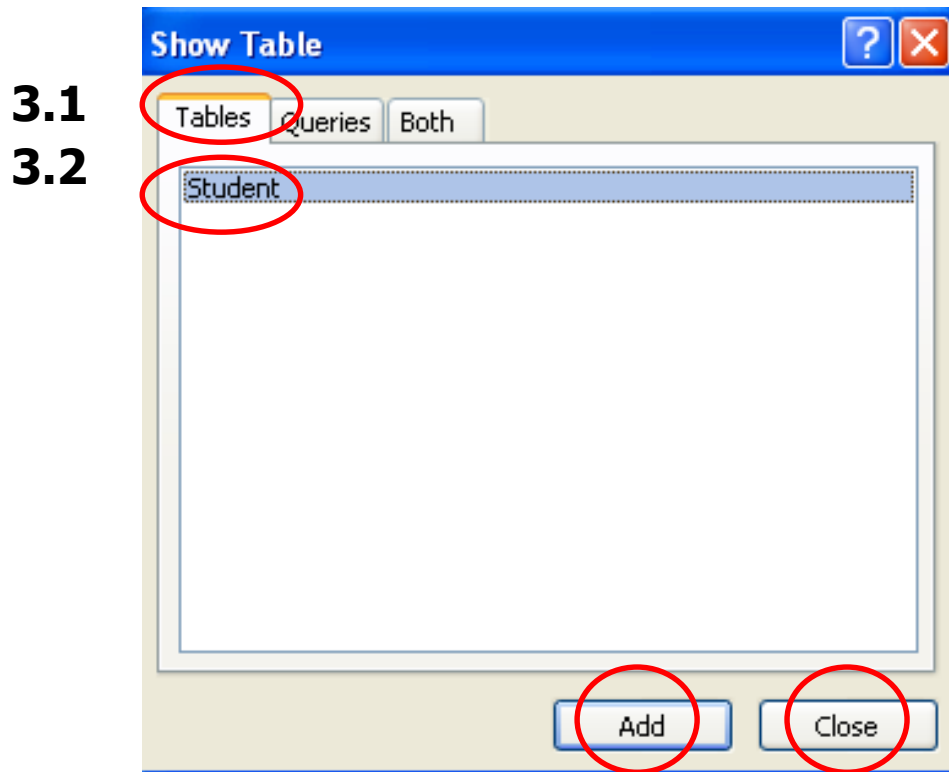 Show Table
?
3.1
Tables Queries Both
3.2
Student
Add Close